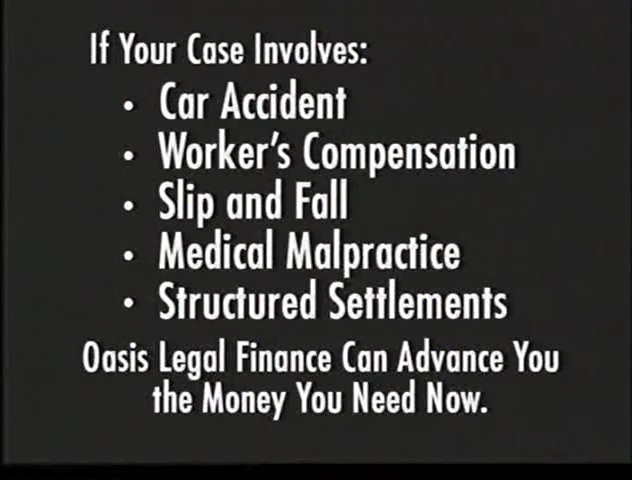 If Your Case Involves:
• Car Accident
• Worker's Compensation
• Slip and Fall
• Medical Malpractice
• Structured Settlements
Oasis Legal Finance Can Advance You
the Money You Need Now.